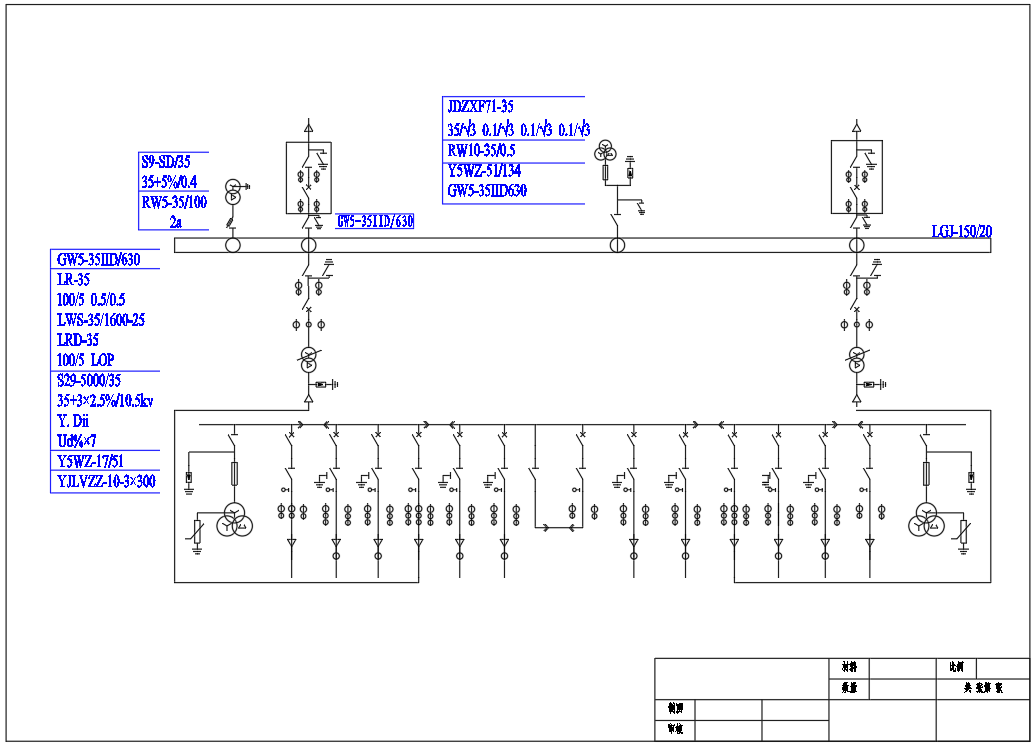 JDZXF71-35
35/√3 0.1/√3 0.1/√3 0.1/√3
RW10-35/0.5
Y5WZ-51/134
GW5-35IID630
S9-SD/35
35+5%/0.4
RW5-35/100
2a
GW5-35IID/630
LGJ-150/20
GW5-35IID/630
LR-35
100/5 0.5/0.5
LWS-35/1600-25
LRD-35
100/5 LOP
S29-5000/35
35+3×2.5%/10.5kv
Y. Dii
Ud%×7
Y5WZ-17/51
YJLVZZ-10-3×300
材料
比例
数量
共 张第 张
制图
审核